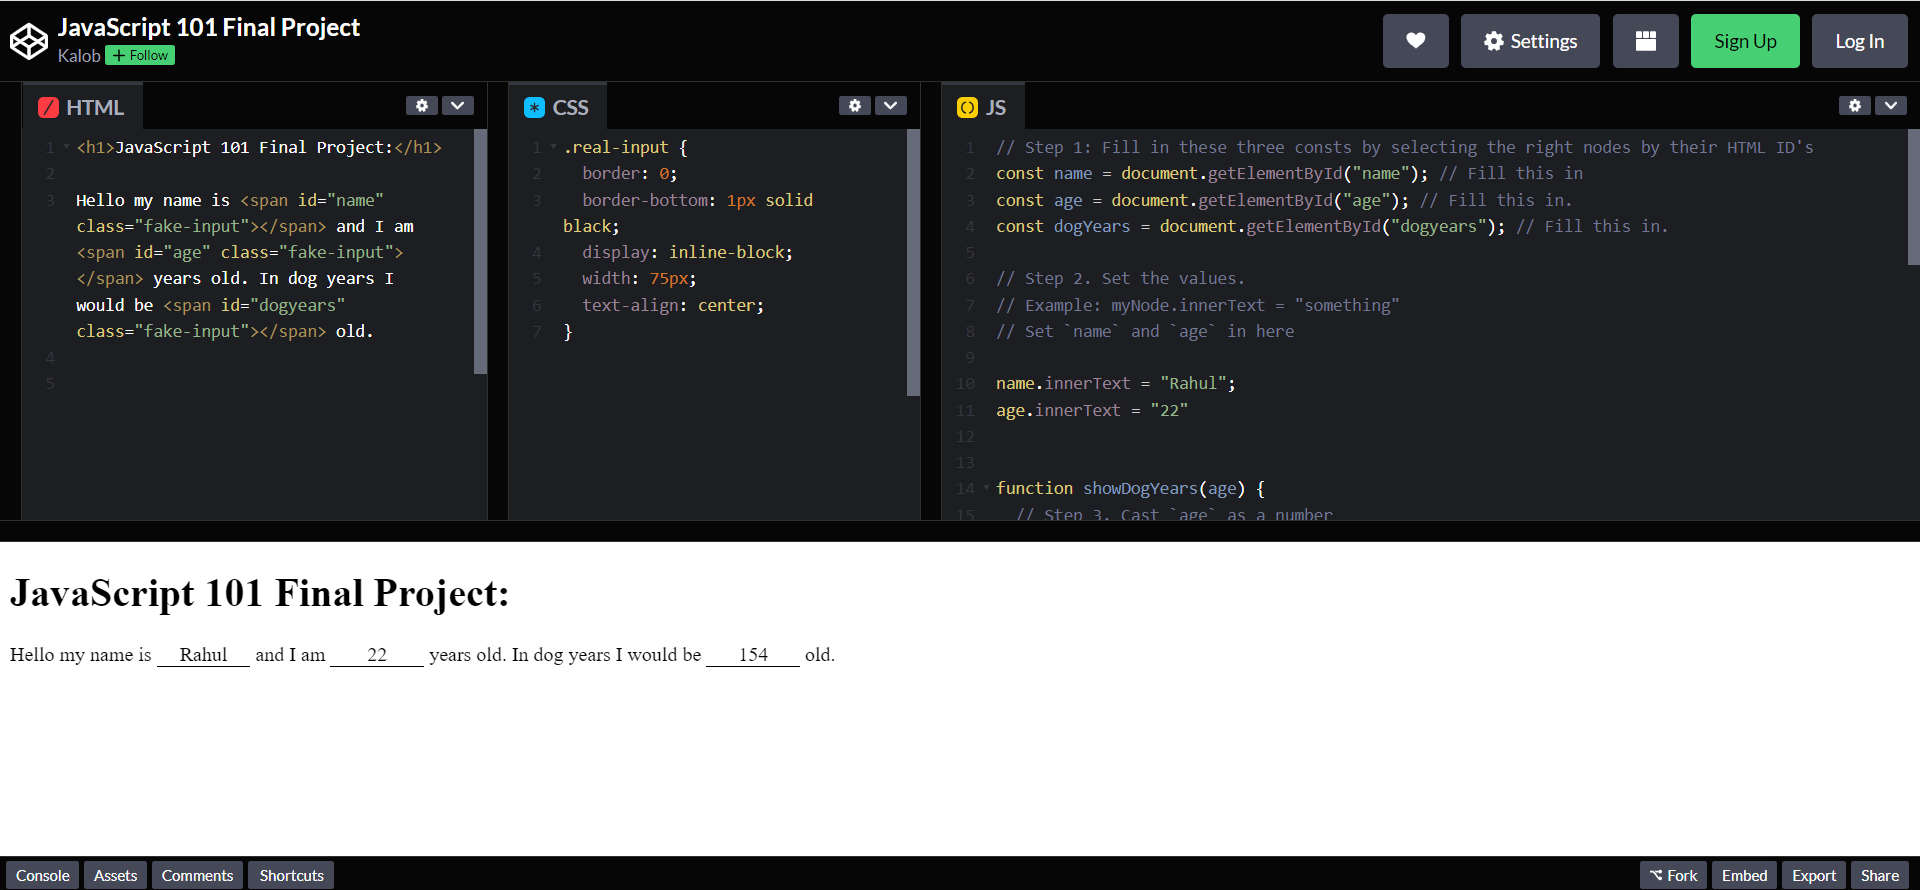 JavaScript 101 Final Project
Kalob + Follow
Settings
Sign Up
Log In
HTML
1 <h1>JavaScript 101 Final Project:</h1>
2
3 Hello my name is <span id="name"
class="fake-input"></span> and I am
<span id="age" class="fake-input">
</span> years old. In dog years I
would be <span id="dogyears"
class="fake-input"></span> old.
4
5
CSS
1 .real-input {
2 border: 0;
3 border-bottom: 1px solid
black;
4 display: inline-block;
5 width: 75px;
6 text-align: center;
7 }
JS
1 // Step 1: Fill in these three consts by selecting the right nodes by their HTML ID's
2 const name = document.getElementById("name"); // Fill this in
3 const age = document.getElementById("age"); // Fill this in.
4 const dogYears = document.getElementById("dogyears"); // Fill this in.
5
6 // Step 2. Set the values.
7 // Example: myNode.innerText = "something"
8 // Set `name` and `age` in here
9
10 name.innerText = "Rahul";
11 age.innerText = "22"
12
13
14 function showDogYears(age) {
15 // Step 3. Cast `age` as a number
JavaScript 101 Final Project:
Hello my name is Rahul and I am 22 years old. In dog years I would be 154 old.
Console Assets Comments Shortcuts
Fork Embed Export Share